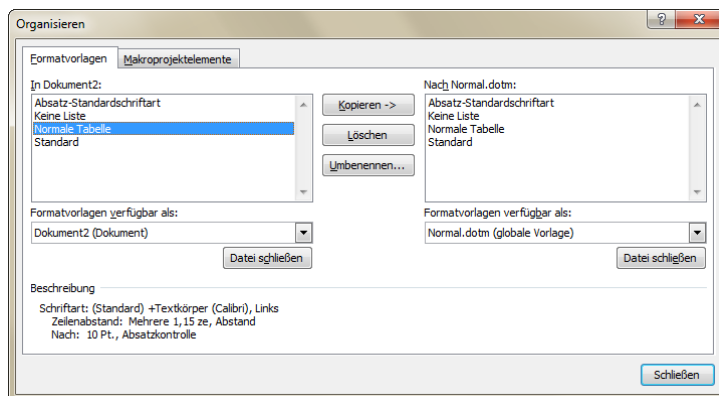 Organisieren
Formatvorlagen Makroprojektelemente
In Dokument2: Nach Normal.dotm:
Absatz-Standardschriftart
Keine Liste
Normale Tabelle
Standard
Kopieren ->
Löschen
Umbenennen...
Absatz-Standardschriftart
Keine Liste
Normale Tabelle
Standard
Formatvorlagen verfügbar als: Formatvorlagen verfügbar als:
Dokument2 (Dokument) Normal.dotm (globale Vorlage)
Datei schließen Datei schließen
Beschreibung
Schriftart: (Standard) +Textkörper (Calibri), Links
Zeilenabstand: Mehrere 1,15 ze, Abstand
Nach: 10 Pt., Absatzkontrolle
Schließen